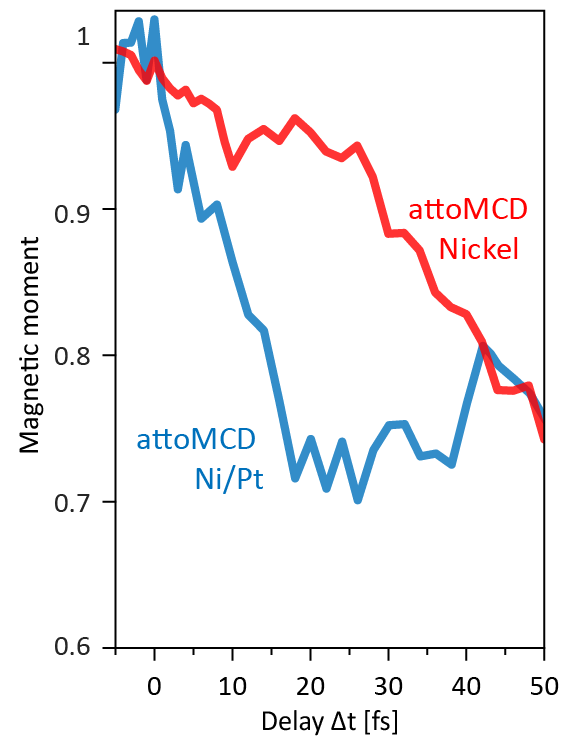 1
0.9
0.8
0.7
0.6
Magnetic moment
attoMCD
Nickel
attoMCD
Ni/Pt
0 10 20 30 40 50
Delay Δt [fs]